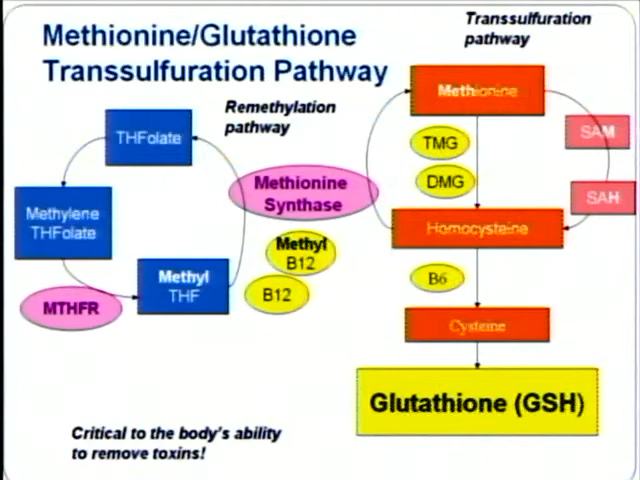 Methionine/Glutathione
Transsulfuration Pathway
Transsulfuration
pathway
Remethylation
pathway
Methionine
THFolate
SAM
TMG
DMG
Methionine
Synthase
SAH
Methylene
THFolate
Homocysteine
Methyl
B12
Methyl
THF
B12
B6
MTHFR
Cysteine
Glutathione (GSH)
Critical to the body's ability
to remove toxins!